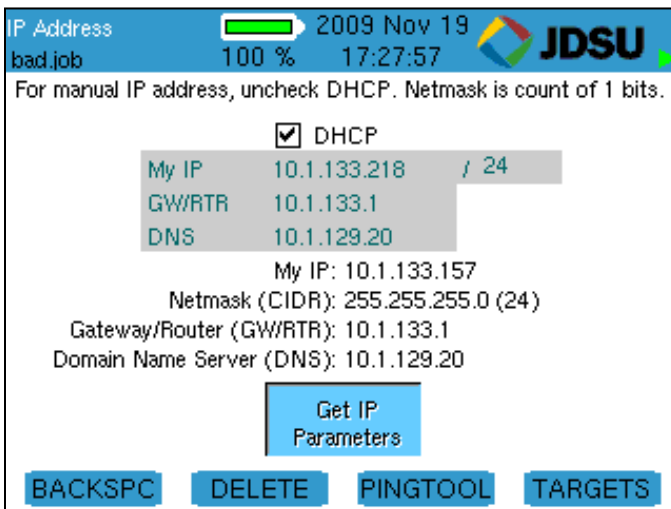 IP Address 2009 Nov 19 JDSU
bad.job 100 % 17:27:57
For manual IP address, uncheck DHCP. Netmask is count of 1 bits.
DHCP
My IP 10.1.133.218 / 24
GW/RTR 10.1.133.1
DNS 10.1.129.20
My IP: 10.1.133.157
Netmask (CIDR): 255.255.255.0 (24)
Gateway/Router (GW/RTR): 10.1.133.1
Domain Name Server (DNS): 10.1.129.20
Get IP
Parameters
BACKSPC DELETE PINGTOOL TARGETS